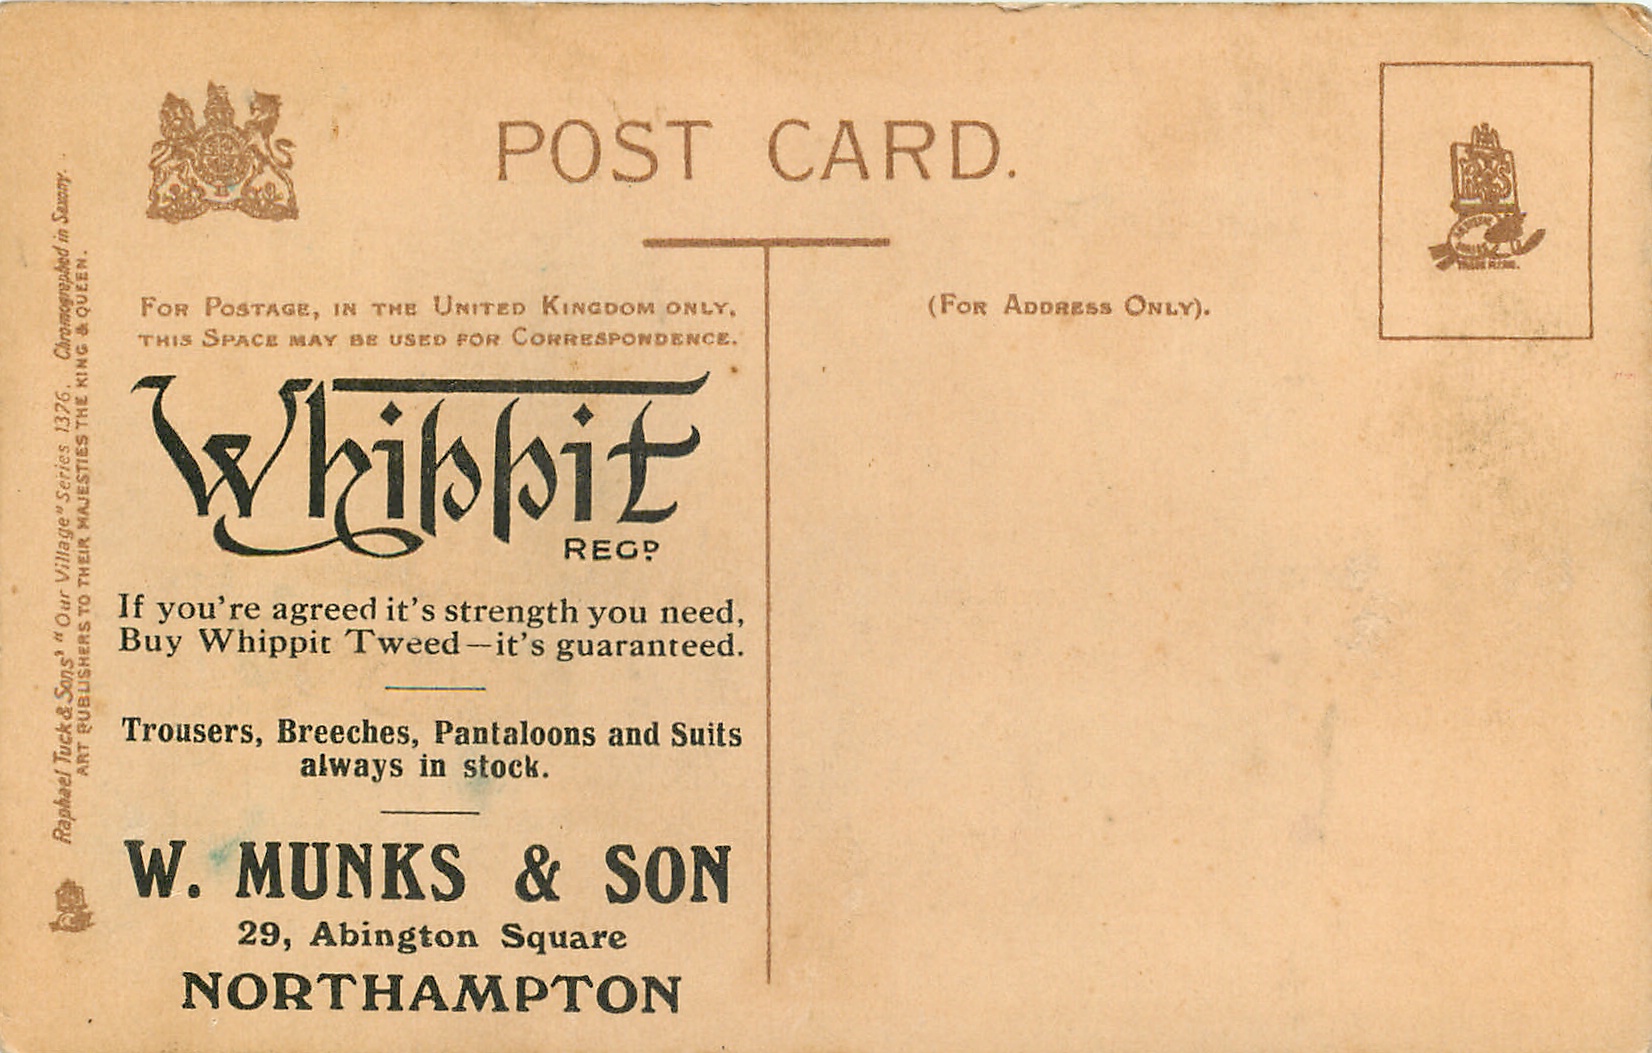 POST CARD.
FOR POSTAGE, IN THE UNITED KINGDOM ONLY,
THIS SPACE MAY BE USED FOR CORRESPONDENCE.
(FOR ADDRESS ONLY).
Whippit
REGD
If you're agreed it's strength you need,
Buy Whippit Tweed—it's guaranteed.
Trousers, Breeches, Pantaloons and Suits
always in stock.
W. MUNKS & SON
29, Abington Square
NORTHAMPTON
Raphael Tuck & Sons' "Our Village" Series 1376. Chromographed in Saxony.
ART PUBLISHERS TO THEIR MAJESTIES THE KING & QUEEN.